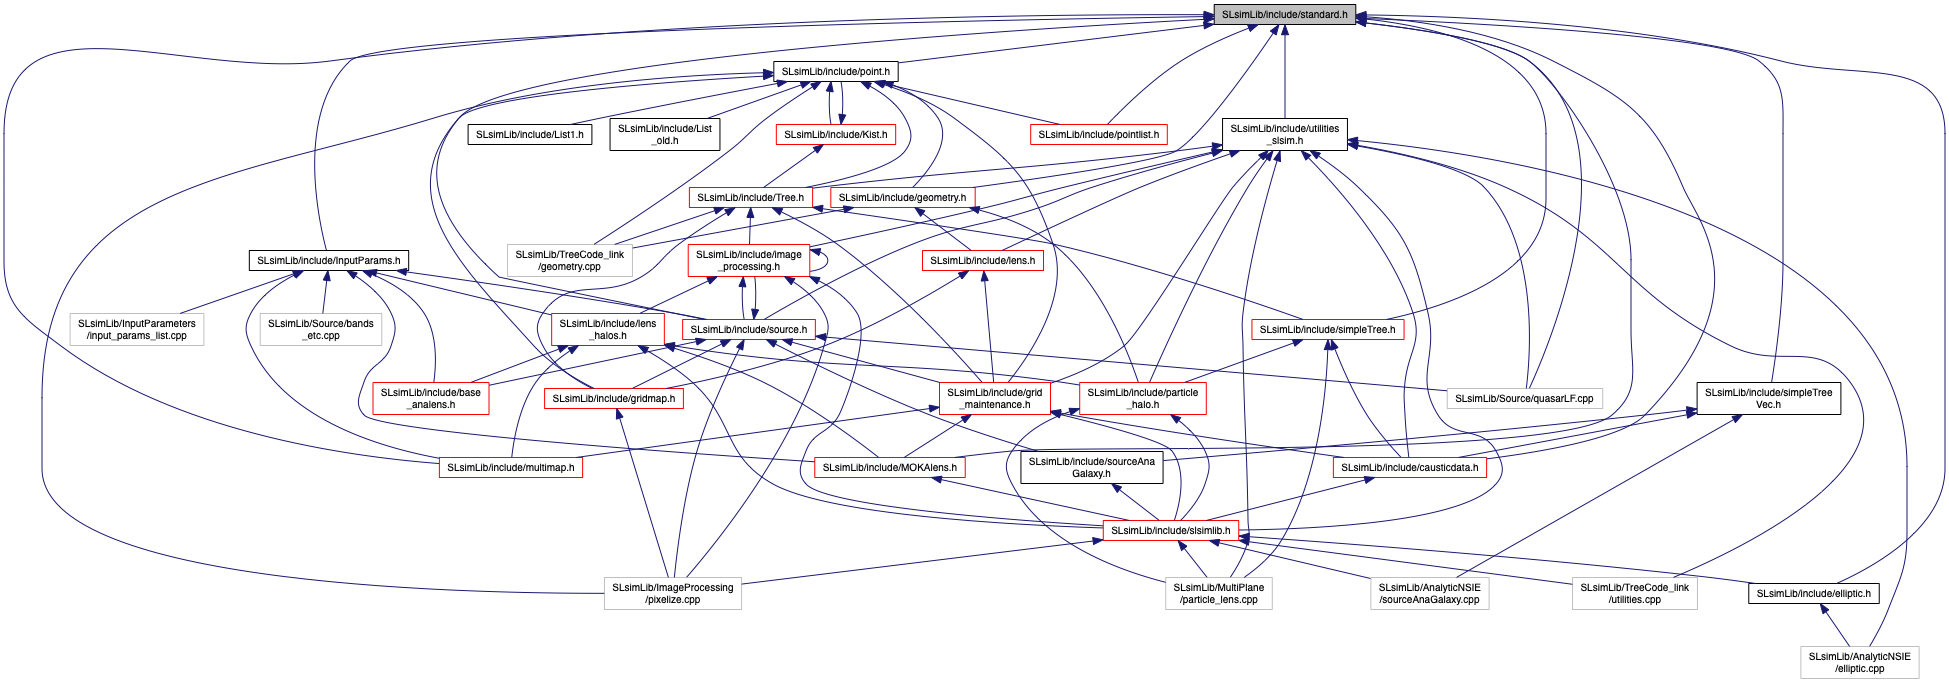 SLsimLib/include/standard.h
SLsimLib/include/point.h
SLsimLib/include/List1.h
SLsimLib/include/List
_old.h
SLsimLib/include/Kist.h
SLsimLib/include/pointlist.h
SLsimLib/include/utilities
_slsim.h
SLsimLib/include/Tree.h
SLsimLib/include/geometry.h
SLsimLib/include/InputParams.h
SLsimLib/TreeCode_link
/geometry.cpp
SLsimLib/include/image
_processing.h
SLsimLib/include/lens.h
SLsimLib/InputParameters
/input_params_list.cpp
SLsimLib/Source/bands
_etc.cpp
SLsimLib/include/lens
_halos.h
SLsimLib/include/source.h
SLsimLib/include/simpleTree.h
SLsimLib/include/base
_analens.h
SLsimLib/include/gridmap.h
SLsimLib/include/grid
_maintenance.h
SLsimLib/include/particle
_halo.h
SLsimLib/Source/quasarLF.cpp
SLsimLib/include/simpleTree
Vec.h
SLsimLib/include/multimap.h
SLsimLib/include/MOKAlens.h
SLsimLib/include/sourceAna
Galaxy.h
SLsimLib/include/causticdata.h
SLsimLib/include/slsimlib.h
SLsimLib/ImageProcessing
/pixelize.cpp
SLsimLib/MultiPlane
/particle_lens.cpp
SLsimLib/AnalyticNSIE
/sourceAnaGalaxy.cpp
SLsimLib/TreeCode_link
/utilities.cpp
SLsimLib/include/elliptic.h
SLsimLib/AnalyticNSIE
/elliptic.cpp